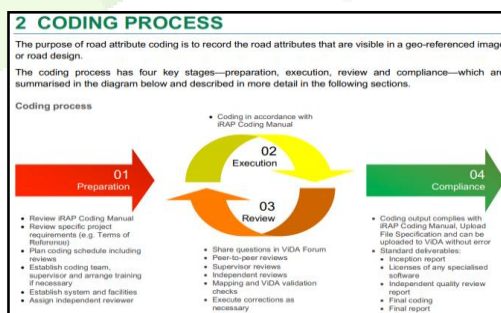 2 CODING PROCESS
The purpose of road attribute coding is to record the road attributes that are visible in a geo-referenced image
or road design.
The coding process has four key stages—preparation, execution, review and compliance—which are
summarised in the diagram below and described in more detail in the following sections.
Coding process
• Coding in accordance with
iRAP Coding Manual
01
Preparation
02
Execution
03
Review
04
Compliance
• Review iRAP Coding Manual
• Review specific project
requirements (e.g. Terms of
Reference)
• Plan coding schedule including
reviews
• Establish coding team,
supervisor and arrange training
if necessary
• Establish system and facilities
• Assign independent reviewer
• Share questions in ViDA Forum
• Peer-to-peer reviews
• Supervisor reviews
• Independent reviews
• Mapping and ViDA validation
checks
• Execute corrections as
necessary
• Coding output complies with
iRAP Coding Manual, Upload
File Specification and can be
uploaded to ViDA without error
• Standard deliverables:
• Inception report
• Licenses of any specialised
software
• Independent quality review
report
• Final coding
• Final report